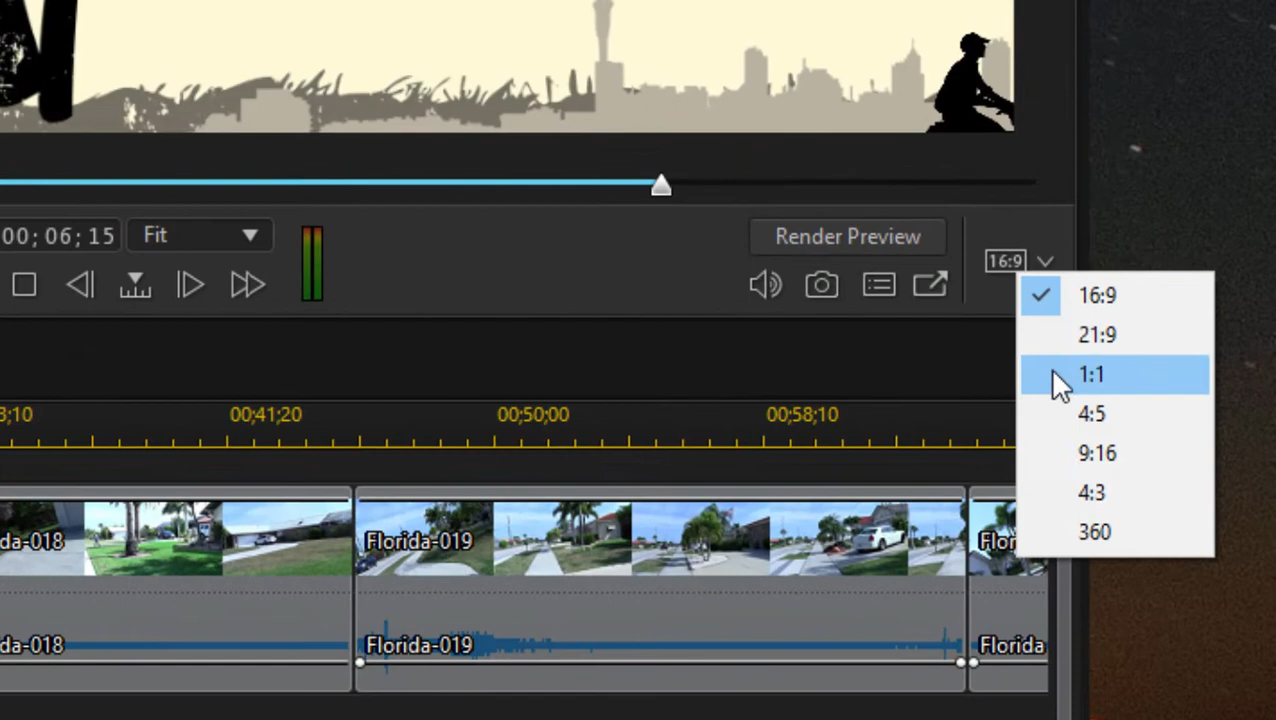 00; 06; 15
Fit
Render Preview
16:9
16:9
21:9
1:1
4:5
9:16
4:3
360
3;10
00;41;20
00;50;00
00;58;10
da-018
Florida-019
Flor
da-018
Florida-019
Florida